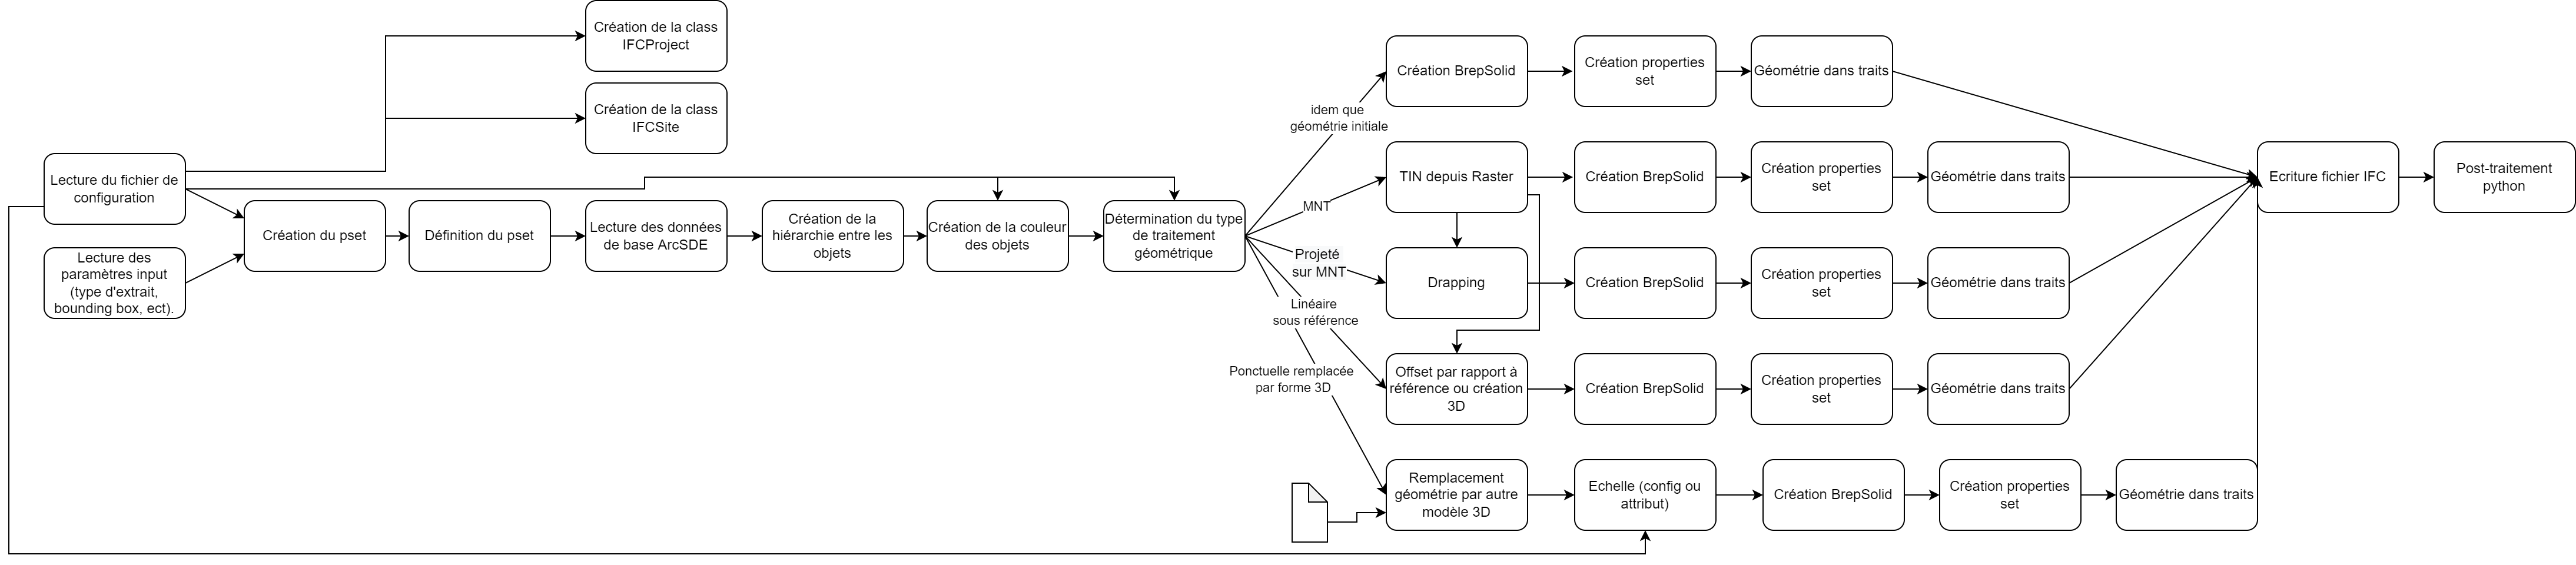 Création de la class
IFCProject
Création de la class
IFCSite
Lecture du fichier de
configuration
Lecture des
paramètres input
(type d'extrait,
bounding box, ect).
Création du pset
Définition du pset
Lecture des données
de base ArcSDE
Création de la
hiérarchie entre les
objets
Création de la couleur
des objets
Détermination du type
de traitement
géométrique
idem que
géométrie initiale
Création BrepSolid
Création properties
set
Géométrie dans traits
MNT
TIN depuis Raster
Création BrepSolid
Création properties
set
Géométrie dans traits
Projeté
sur MNT
Drapping
Création BrepSolid
Création properties
set
Géométrie dans traits
Linéaire
sous référence
Offset par rapport à
référence ou création
3D
Création BrepSolid
Création properties
set
Géométrie dans traits
Ponctuelle remplacée
par forme 3D
Remplacement
géométrie par autre
modèle 3D
Echelle (config ou
attribut)
Création BrepSolid
Création properties
set
Géométrie dans traits
Ecriture fichier IFC
Post-traitement
python